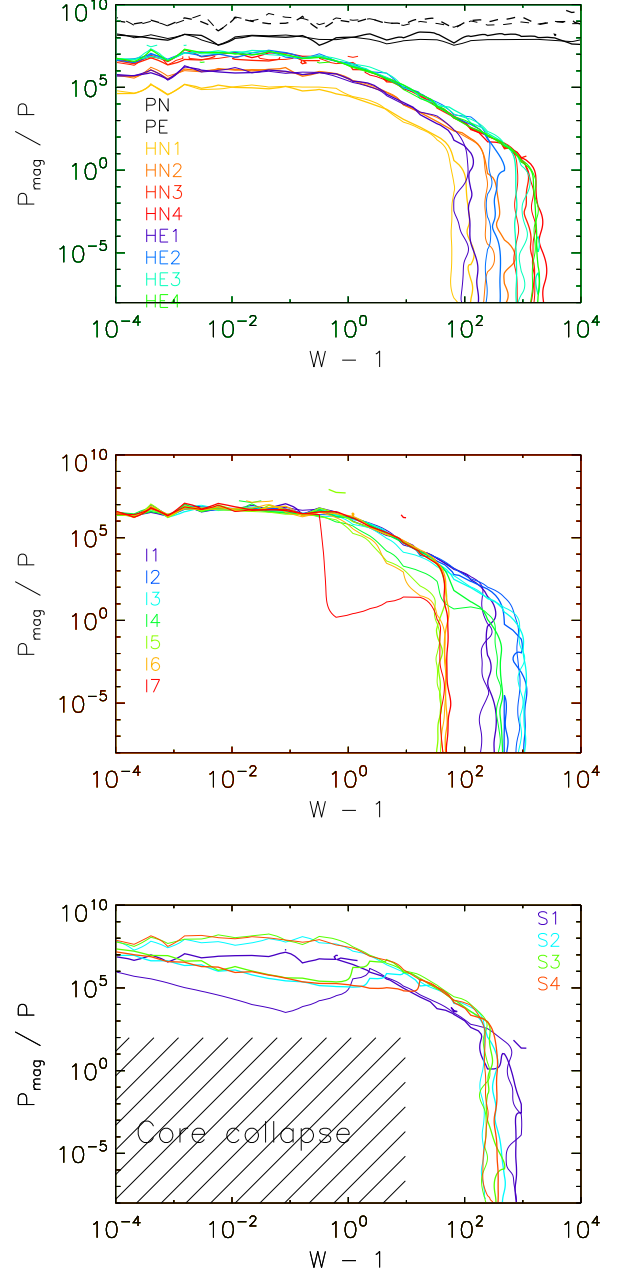 10^10
10^5
10^0
10^-5
P_mag / P
PN
PE
HN1
HN2
HN3
HN4
HE1
HE2
HE3
HE4
10^-4 10^-2 10^0 10^2 10^4
W - 1
10^10
10^5
10^0
10^-5
P_mag / P
I1
I2
I3
I4
I5
I6
I7
10^-4 10^-2 10^0 10^2 10^4
W - 1
10^10
10^5
10^0
10^-5
P_mag / P
S1
S2
S3
S4
Core collapse
10^-4 10^-2 10^0 10^2 10^4
W - 1